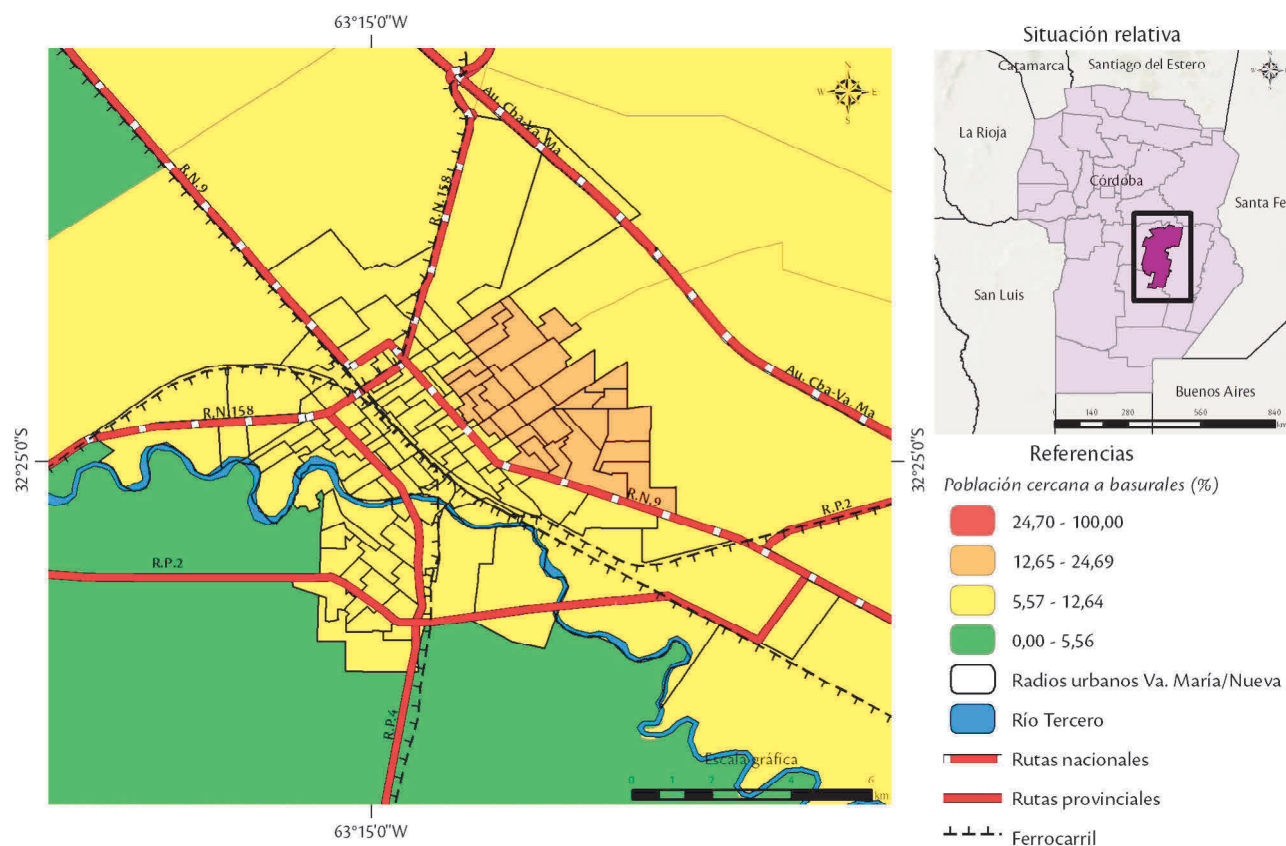 63°15'0"W
N
W
E
S
Au. Cba-Va. Ma
R.N.9
R.N.158
Au. Cba-Va. Ma
R.N.158
32°25'0"S
32°25'0"S
R.N.9
R.P.2
R.P.2
R.P.4
Escala gráfica
0 1 2 4 6
km
63°15'0"W
Situación relativa
Catamarca
Santiago del Estero
N
W
E
S
La Rioja
Córdoba
Santa Fe
San Luis
Buenos Aires
0 140 280 560 840
km
Referencias
Población cercana a basurales (%)
24,70 - 100,00
12,65 - 24,69
5,57 - 12,64
0,00 - 5,56
Radios urbanos Va. María/Nueva
Río Tercero
Rutas nacionales
Rutas provinciales
Ferrocarril